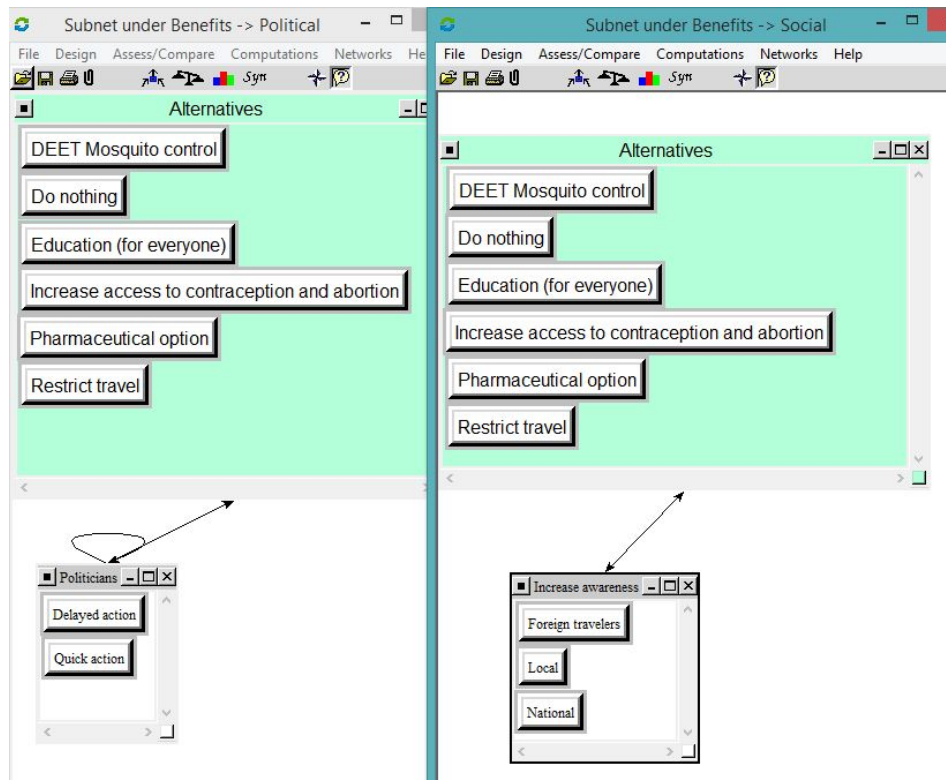 Subnet under Benefits -> Political
File Design Assess/Compare Computations Networks He
Syn
Alternatives
DEET Mosquito control
Do nothing
Education (for everyone)
Increase access to contraception and abortion
Pharmaceutical option
Restrict travel
Politicians
Delayed action
Quick action
Subnet under Benefits -> Social
File Design Assess/Compare Computations Networks Help
Syn
Alternatives
DEET Mosquito control
Do nothing
Education (for everyone)
Increase access to contraception and abortion
Pharmaceutical option
Restrict travel
Increase awareness
Foreign travelers
Local
National